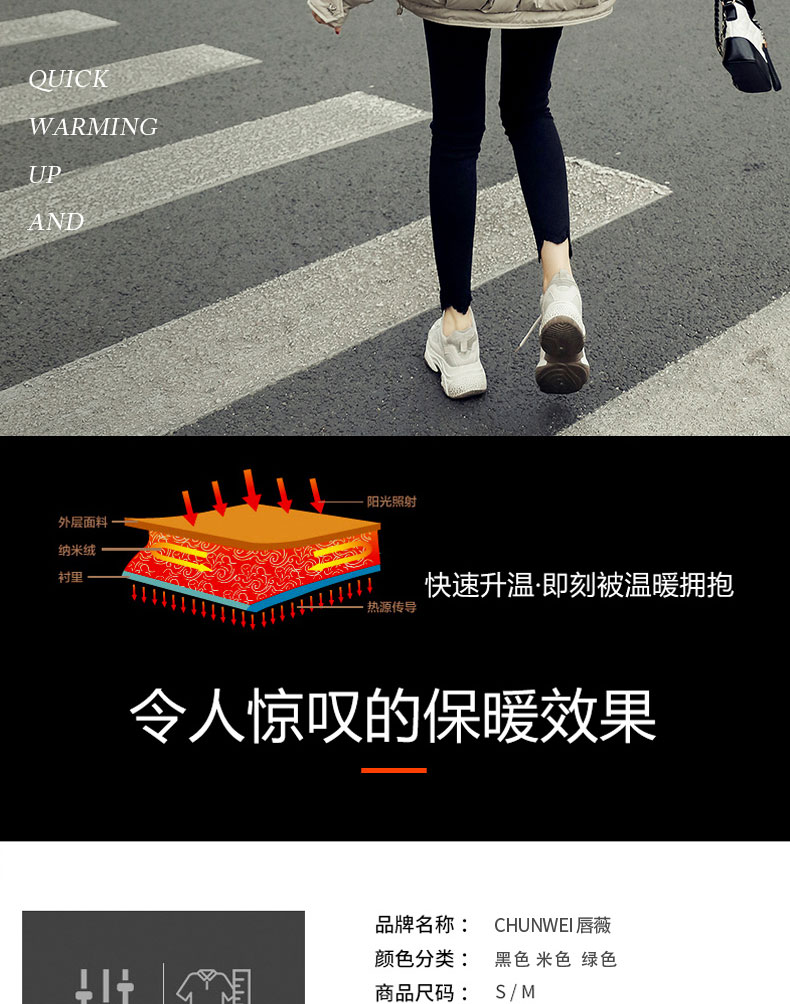 QUICK
WARMING
UP
AND
阳光照射
外层面料
纳米绒
衬里
热源传导
快速升温·即刻被温暖拥抱
令人惊叹的保暖效果
品牌名称： CHUNWEI 唇薇
颜色分类： 黑色 米色 绿色
商品尺码： S / M